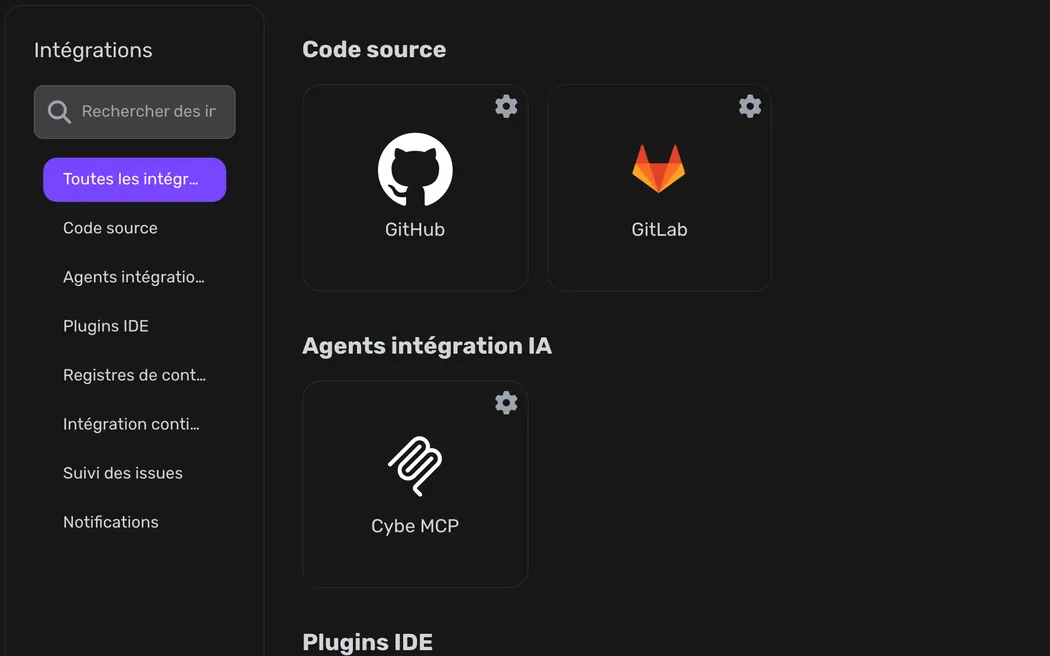 Intégrations
Rechercher des ir
Toutes les intégr…
Code source
Agents intégratio…
Plugins IDE
Registres de cont…
Intégration conti…
Suivi des issues
Notifications
Code source
GitHub
GitLab
Agents intégration IA
Cybe MCP
Plugins IDE